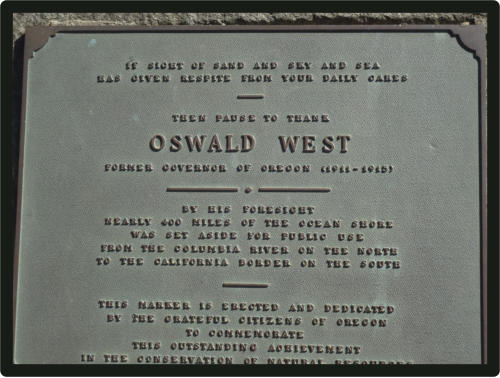 IF SIGHT OF SAND AND SKY AND SEA
HAS GIVEN RESPITE FROM YOUR DAILY CARES
THEN PAUSE TO THANK
OSWALD WEST
FORMER GOVERNOR OF OREGON (1911-1915)
BY HIS FORESIGHT
NEARLY 400 MILES OF THE OCEAN SHORE
WAS SET ASIDE FOR PUBLIC USE
FROM THE COLUMBIA RIVER ON THE NORTH
TO THE CALIFORNIA BORDER ON THE SOUTH
THIS MARKER IS ERECTED AND DEDICATED
BY THE GRATEFUL CITIZENS OF OREGON
TO COMMEMORATE
THIS OUTSTANDING ACHIEVEMENT
IN THE CONSERVATION OF NATURAL RESOURCES